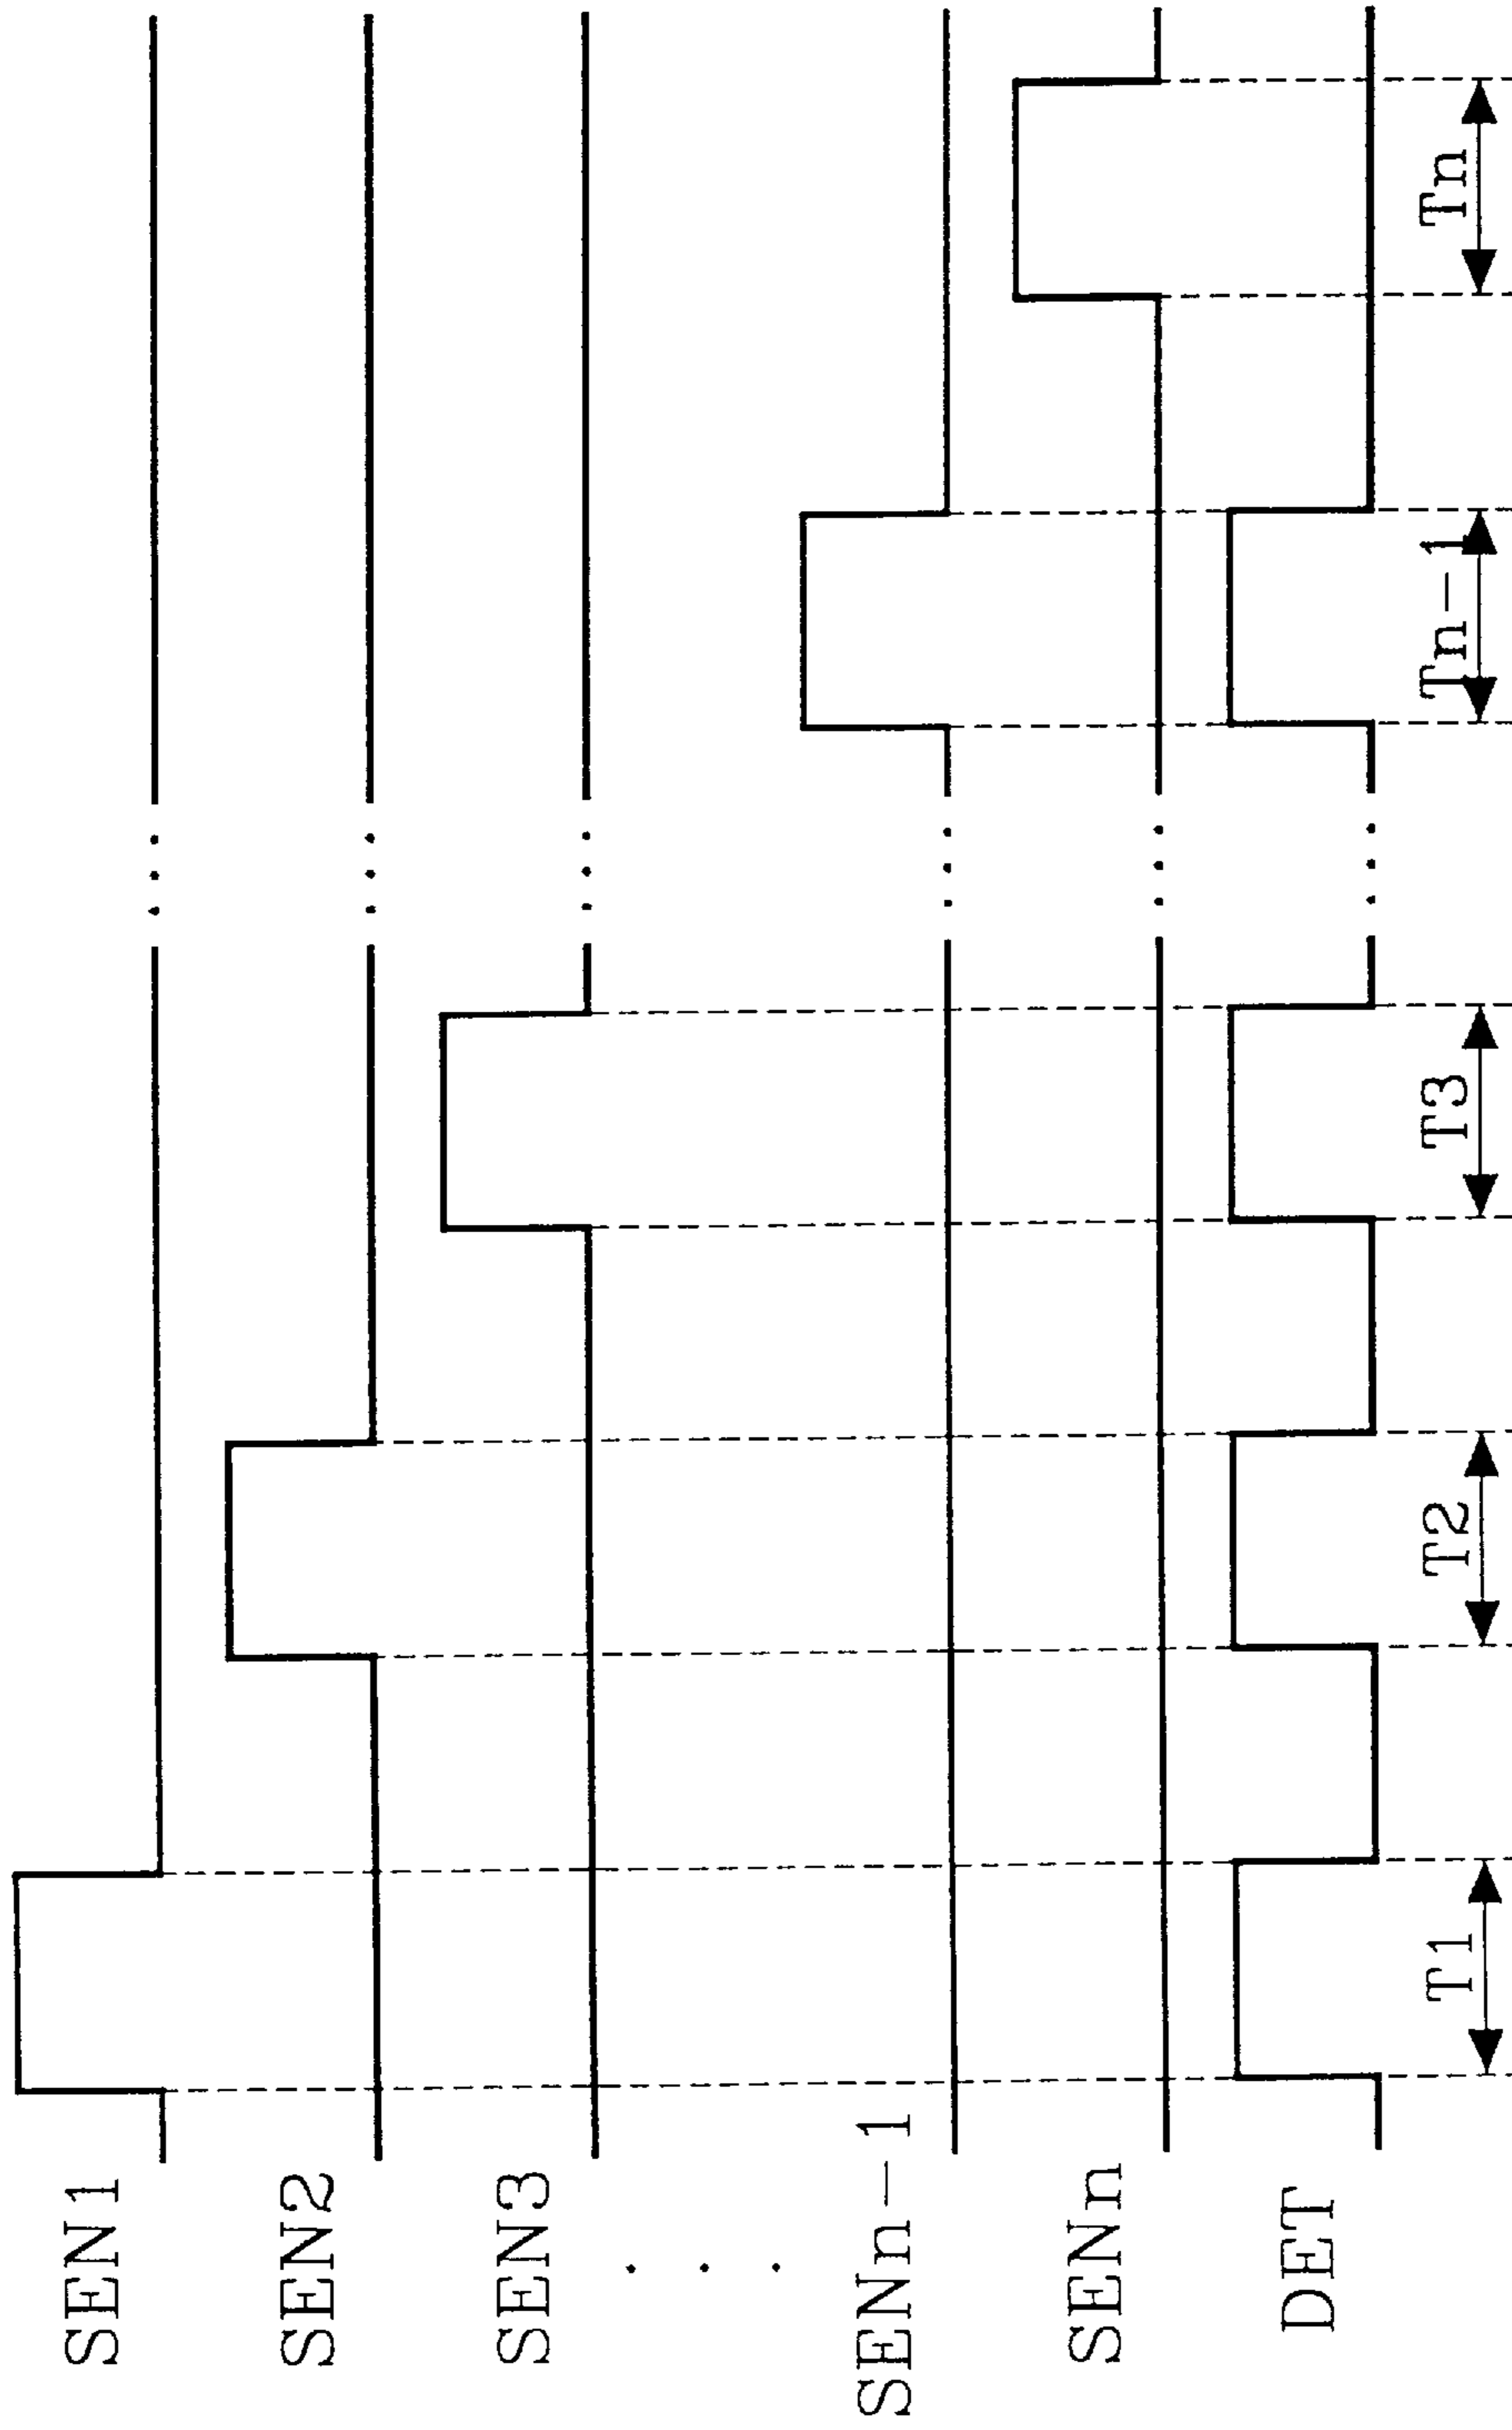 SEN1
SEN2
SEN3
. . .
SENn-1
SENn
DET
T1
T2
T3
Tn-1
Tn